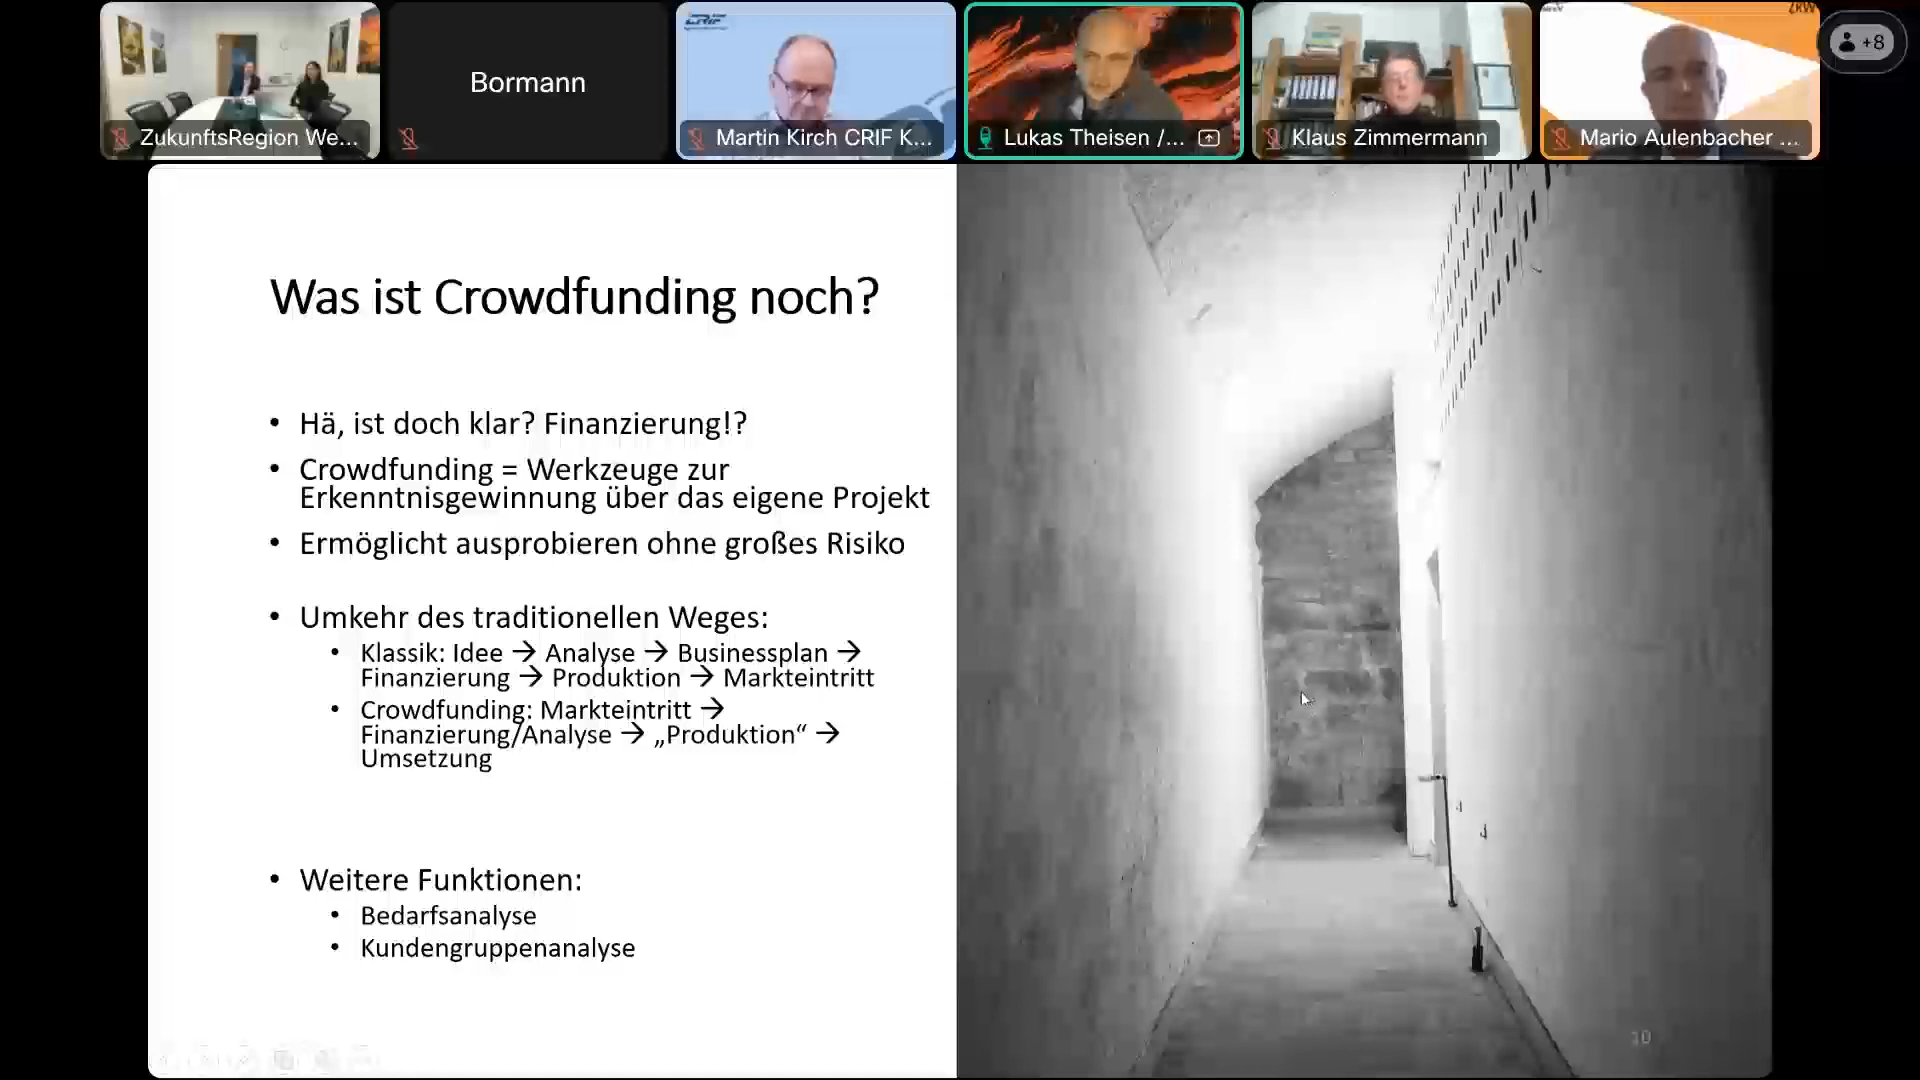 ZukunftsRegion We...
Bormann
Martin Kirch CRIF K...
Lukas Theisen /...
Klaus Zimmermann
Mario Aulenbacher ...
+8
ZKW
Was ist Crowdfunding noch?
• Hä, ist doch klar? Finanzierung!?
• Crowdfunding = Werkzeuge zur
Erkenntnisgewinnung über das eigene Projekt
• Ermöglicht ausprobieren ohne großes Risiko
• Umkehr des traditionellen Weges:
• Klassik: Idee → Analyse → Businessplan →
Finanzierung → Produktion → Markteintritt
• Crowdfunding: Markteintritt →
Finanzierung/Analyse → „Produktion“ →
Umsetzung
• Weitere Funktionen:
• Bedarfsanalyse
• Kundengruppenanalyse
10